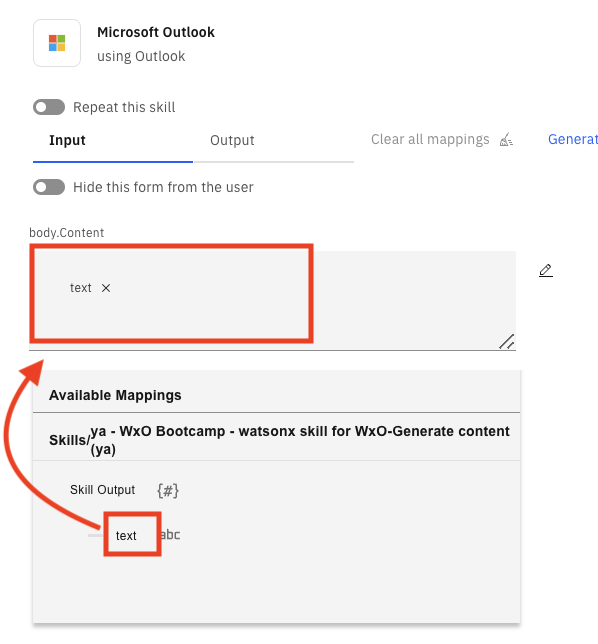 Microsoft Outlook
using Outlook
Repeat this skill
Input Output Clear all mappings Generat
Hide this form from the user
body.Content
text ×
Available Mappings
Skills/ya - WxO Bootcamp - watsonx skill for WxO-Generate content
(ya)
Skill Output {#}
text abc